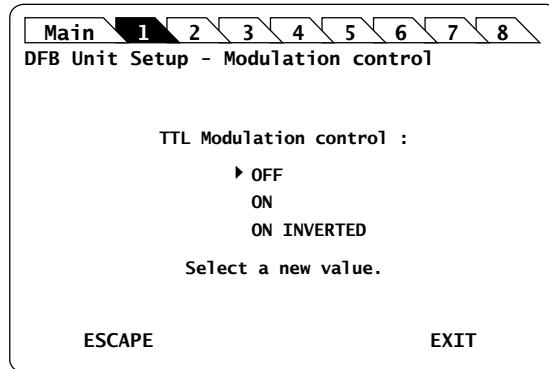 Main 1 2 3 4 5 6 7 8
DFB Unit Setup - Modulation control
TTL Modulation control :
OFF
ON
ON INVERTED
Select a new value.
ESCAPE EXIT